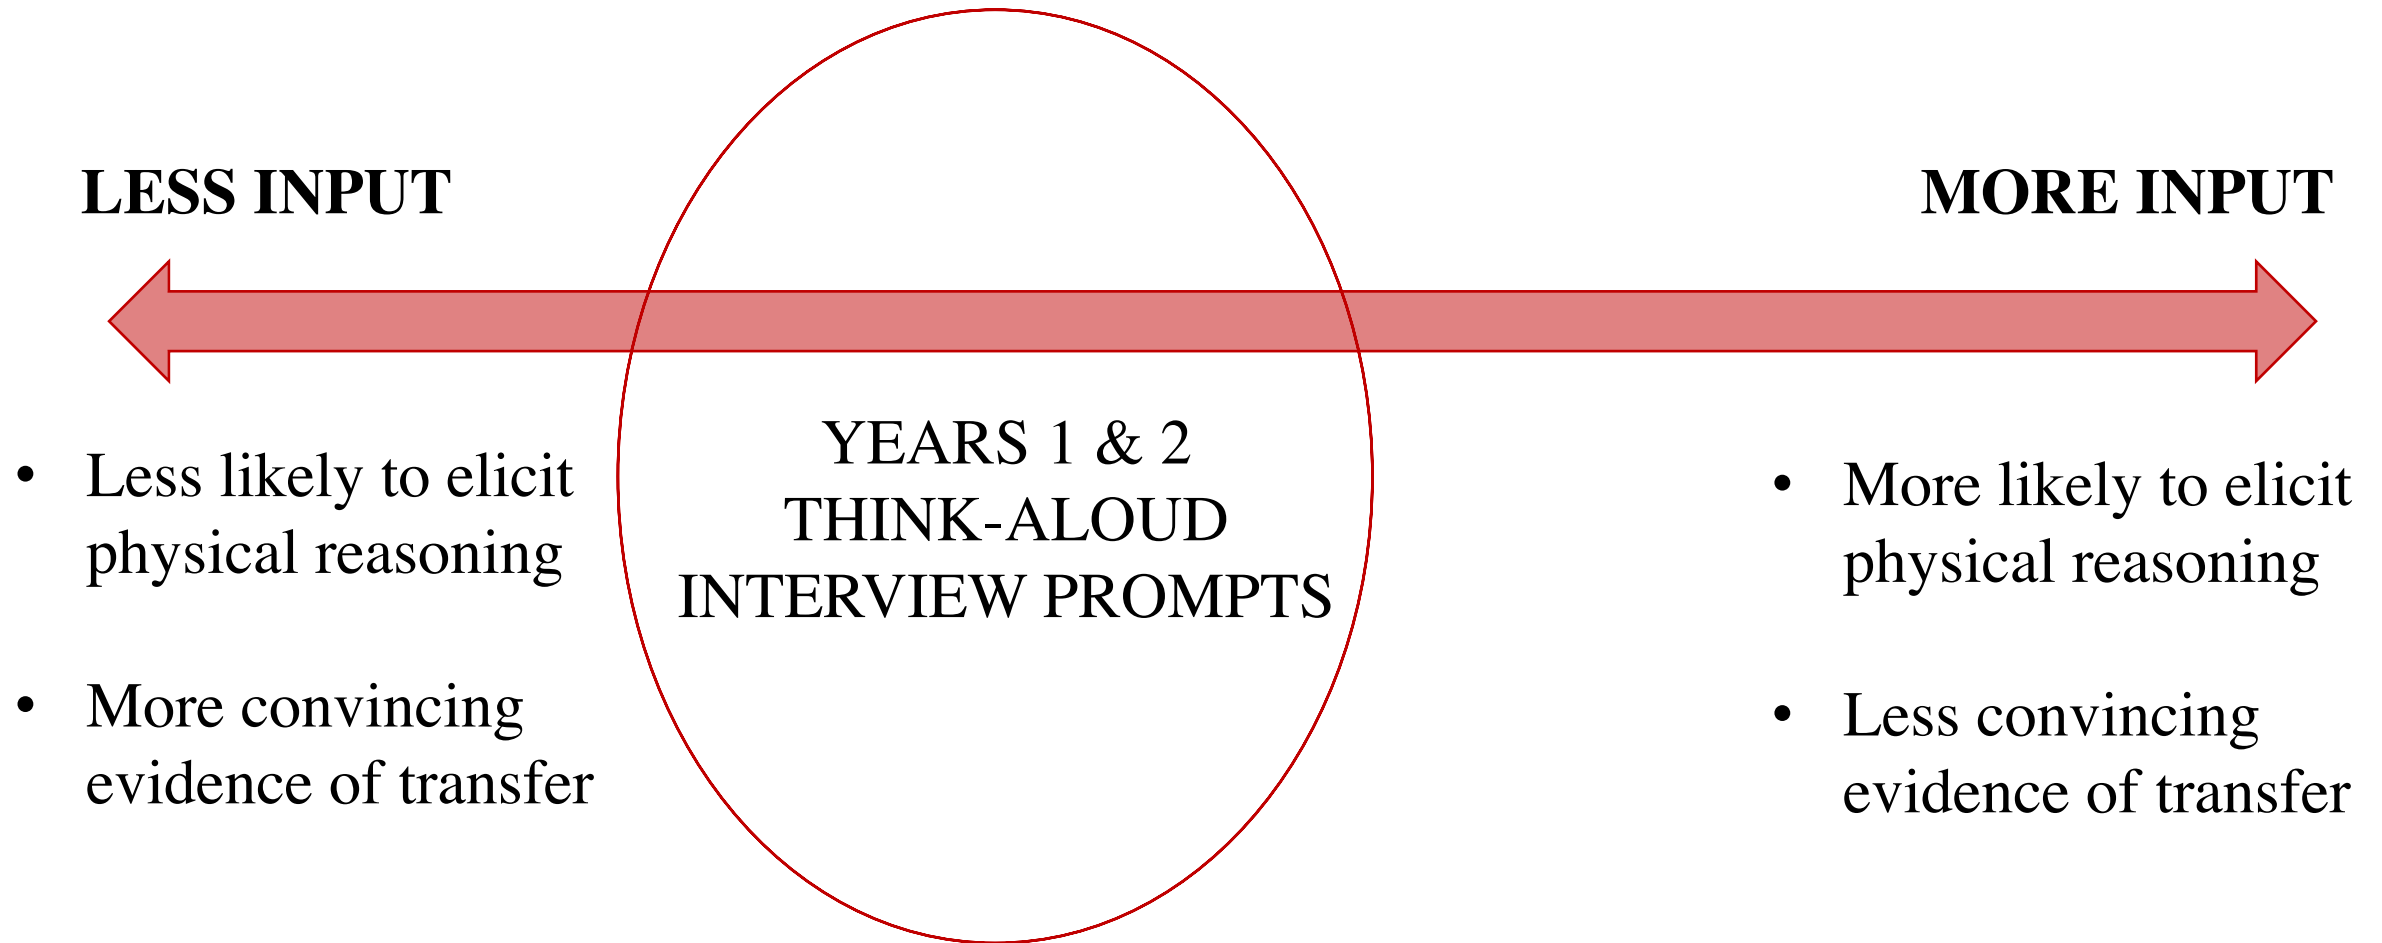 LESS INPUT
MORE INPUT
• Less likely to elicit
physical reasoning
• More convincing
evidence of transfer
YEARS 1 & 2
THINK-ALOUD
INTERVIEW PROMPTS
• More likely to elicit
physical reasoning
• Less convincing
evidence of transfer